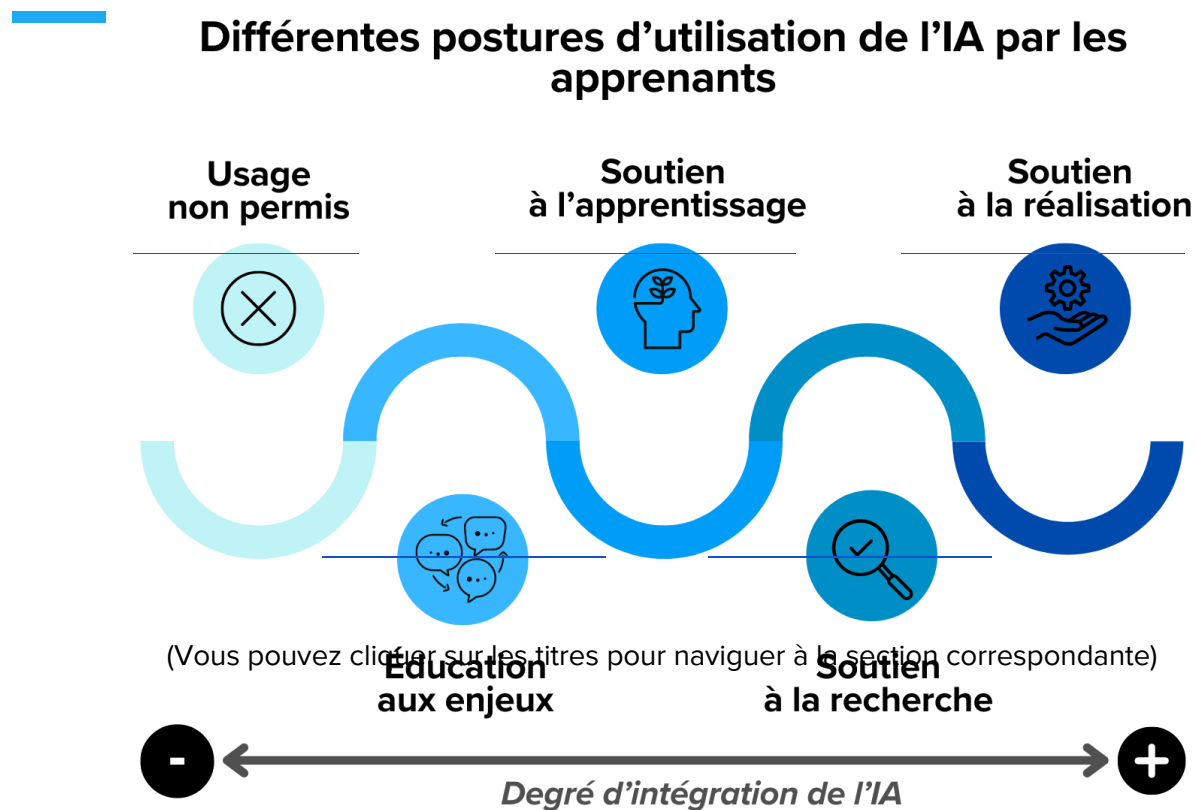 Différentes postures d’utilisation de l’IA par les
apprenants
Usage
non permis
Soutien
à l’apprentissage
Soutien
à la réalisation
(Vous pouvez cliquer sur les titres pour naviguer à la section correspondante)
Éducation
aux enjeux
Soutien
à la recherche
-
+
Degré d’intégration de l’IA